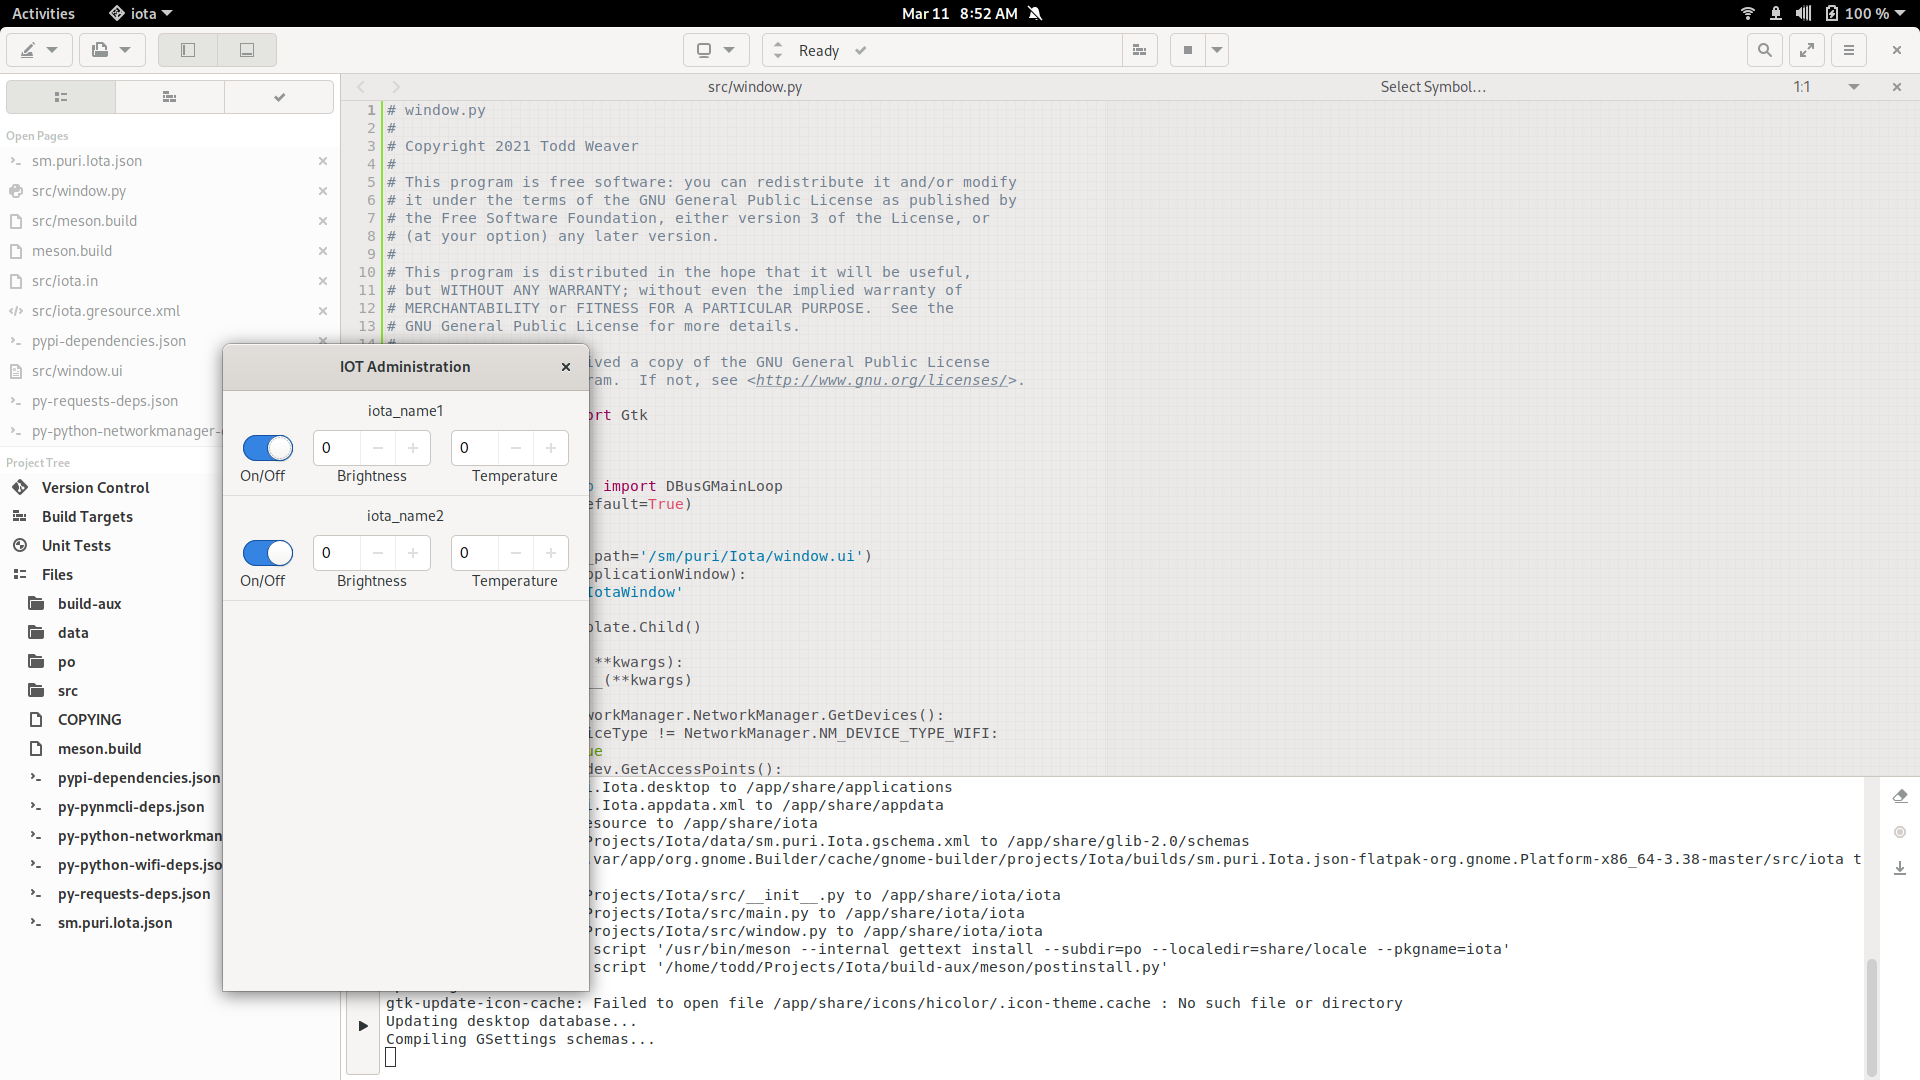 Activities
iota
Mar 11 8:52 AM
100 %
Ready
src/window.py
Select Symbol…
1:1
Open Pages
sm.puri.Iota.json
src/window.py
src/meson.build
meson.build
src/iota.in
src/iota.gresource.xml
pypi-dependencies.json
src/window.ui
py-requests-deps.json
py-python-networkmanager-
Project Tree
Version Control
Build Targets
Unit Tests
Files
build-aux
data
po
src
COPYING
meson.build
pypi-dependencies.json
py-pynmcli-deps.json
py-python-networkman
py-python-wifi-deps.jso
py-requests-deps.json
sm.puri.Iota.json
IOT Administration
iota_name1
0 − + 0 − +
On/Off Brightness Temperature
iota_name2
0 − + 0 − +
On/Off Brightness Temperature
1 # window.py
2 #
3 # Copyright 2021 Todd Weaver
4 #
5 # This program is free software: you can redistribute it and/or modify
6 # it under the terms of the GNU General Public License as published by
7 # the Free Software Foundation, either version 3 of the License, or
8 # (at your option) any later version.
9 #
10 # This program is distributed in the hope that it will be useful,
11 # but WITHOUT ANY WARRANTY; without even the implied warranty of
12 # MERCHANTABILITY or FITNESS FOR A PARTICULAR PURPOSE.  See the
13 # GNU General Public License for more details.
ived a copy of the GNU General Public License
ram.  If not, see <http://www.gnu.org/licenses/>.
ort Gtk
import DBusGMainLoop
efault=True)
_path='/sm/puri/Iota/window.ui')
pplicationWindow):
IotaWindow'
plate.Child()
**kwargs):
_(**kwargs)
workManager.NetworkManager.GetDevices():
iceType != NetworkManager.NM_DEVICE_TYPE_WIFI:
ue
dev.GetAccessPoints():
i.Iota.desktop to /app/share/applications
i.Iota.appdata.xml to /app/share/appdata
esource to /app/share/iota
Projects/Iota/data/sm.puri.Iota.gschema.xml to /app/share/glib-2.0/schemas
.var/app/org.gnome.Builder/cache/gnome-builder/projects/Iota/builds/sm.puri.Iota.json-flatpak-org.gnome.Platform-x86_64-3.38-master/src/iota t
Projects/Iota/src/__init__.py to /app/share/iota/iota
Projects/Iota/src/main.py to /app/share/iota/iota
Projects/Iota/src/window.py to /app/share/iota/iota
script '/usr/bin/meson --internal gettext install --subdir=po --localedir=share/locale --pkgname=iota'
script '/home/todd/Projects/Iota/build-aux/meson/postinstall.py'
gtk-update-icon-cache: Failed to open file /app/share/icons/hicolor/.icon-theme.cache : No such file or directory
Updating desktop database...
Compiling GSettings schemas...